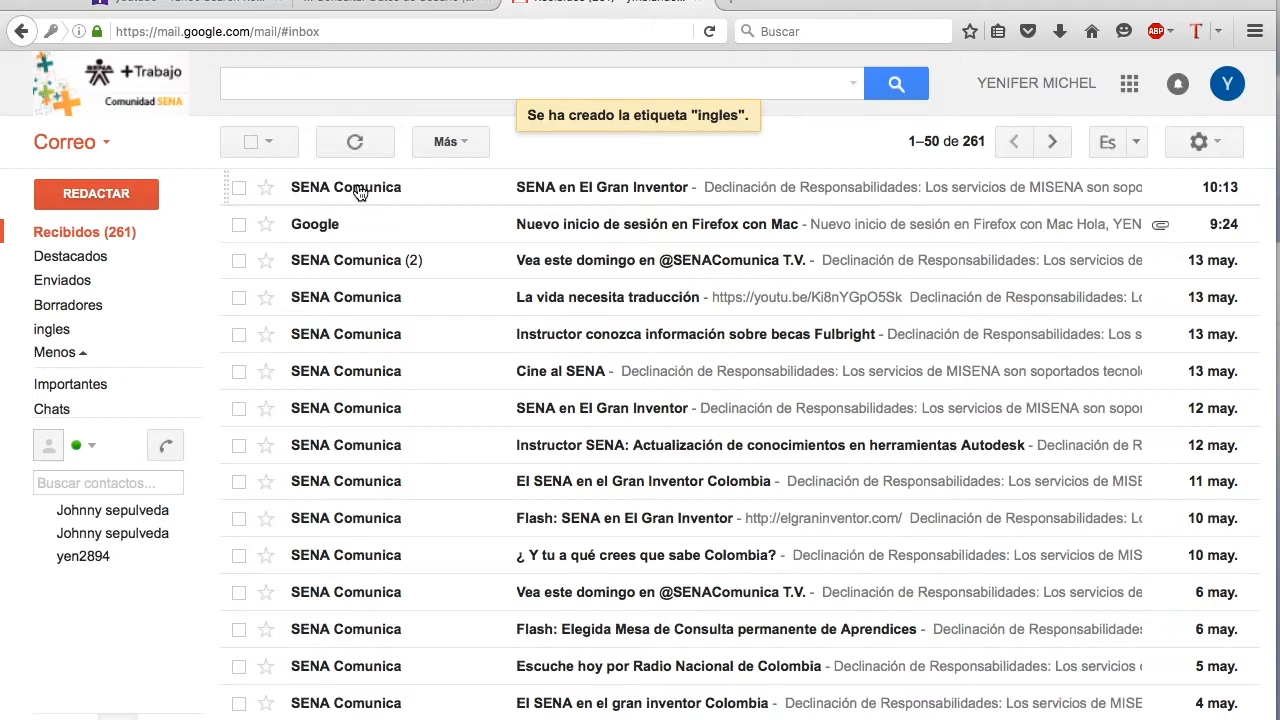 https://mail.google.com/mail/#inbox
Buscar
ABP
T
SENA
+Trabajo
Comunidad SENA
YENIFER MICHEL
Y
Se ha creado la etiqueta "ingles".
Correo
Más
1–50 de 261
Es
REDACTAR
Recibidos (261)
Destacados
Enviados
Borradores
ingles
Menos
Importantes
Chats
Buscar contactos...
Johnny sepulveda
Johnny sepulveda
yen2894
SENA Comunica SENA en El Gran Inventor - Declinación de Responsabilidades: Los servicios de MISENA son sopo 10:13
Google Nuevo inicio de sesión en Firefox con Mac - Nuevo inicio de sesión en Firefox con Mac Hola, YEN 9:24
SENA Comunica (2) Vea este domingo en @SENAComunica T.V. - Declinación de Responsabilidades: Los servicios de 13 may.
SENA Comunica La vida necesita traducción - https://youtu.be/Ki8nYGpO5Sk Declinación de Responsabilidades: Lo 13 may.
SENA Comunica Instructor conozca información sobre becas Fulbright - Declinación de Responsabilidades: Los s 13 may.
SENA Comunica Cine al SENA - Declinación de Responsabilidades: Los servicios de MISENA son soportados tecnol 13 may.
SENA Comunica SENA en El Gran Inventor - Declinación de Responsabilidades: Los servicios de MISENA son sopor 12 may.
SENA Comunica Instructor SENA: Actualización de conocimientos en herramientas Autodesk - Declinación de R 12 may.
SENA Comunica El SENA en el Gran Inventor Colombia - Declinación de Responsabilidades: Los servicios de MISE 11 may.
SENA Comunica Flash: SENA en El Gran Inventor - http://elgraninventor.com/ Declinación de Responsabilidades: Lo 10 may.
SENA Comunica ¿ Y tu a qué crees que sabe Colombia? - Declinación de Responsabilidades: Los servicios de MIS 10 may.
SENA Comunica Vea este domingo en @SENAComunica T.V. - Declinación de Responsabilidades: Los servicios de 6 may.
SENA Comunica Flash: Elegida Mesa de Consulta permanente de Aprendices - Declinación de Responsabilidades: 6 may.
SENA Comunica Escuche hoy por Radio Nacional de Colombia - Declinación de Responsabilidades: Los servicios 5 may.
SENA Comunica El SENA en el gran inventor Colombia - Declinación de Responsabilidades: Los servicios de MISE 4 may.